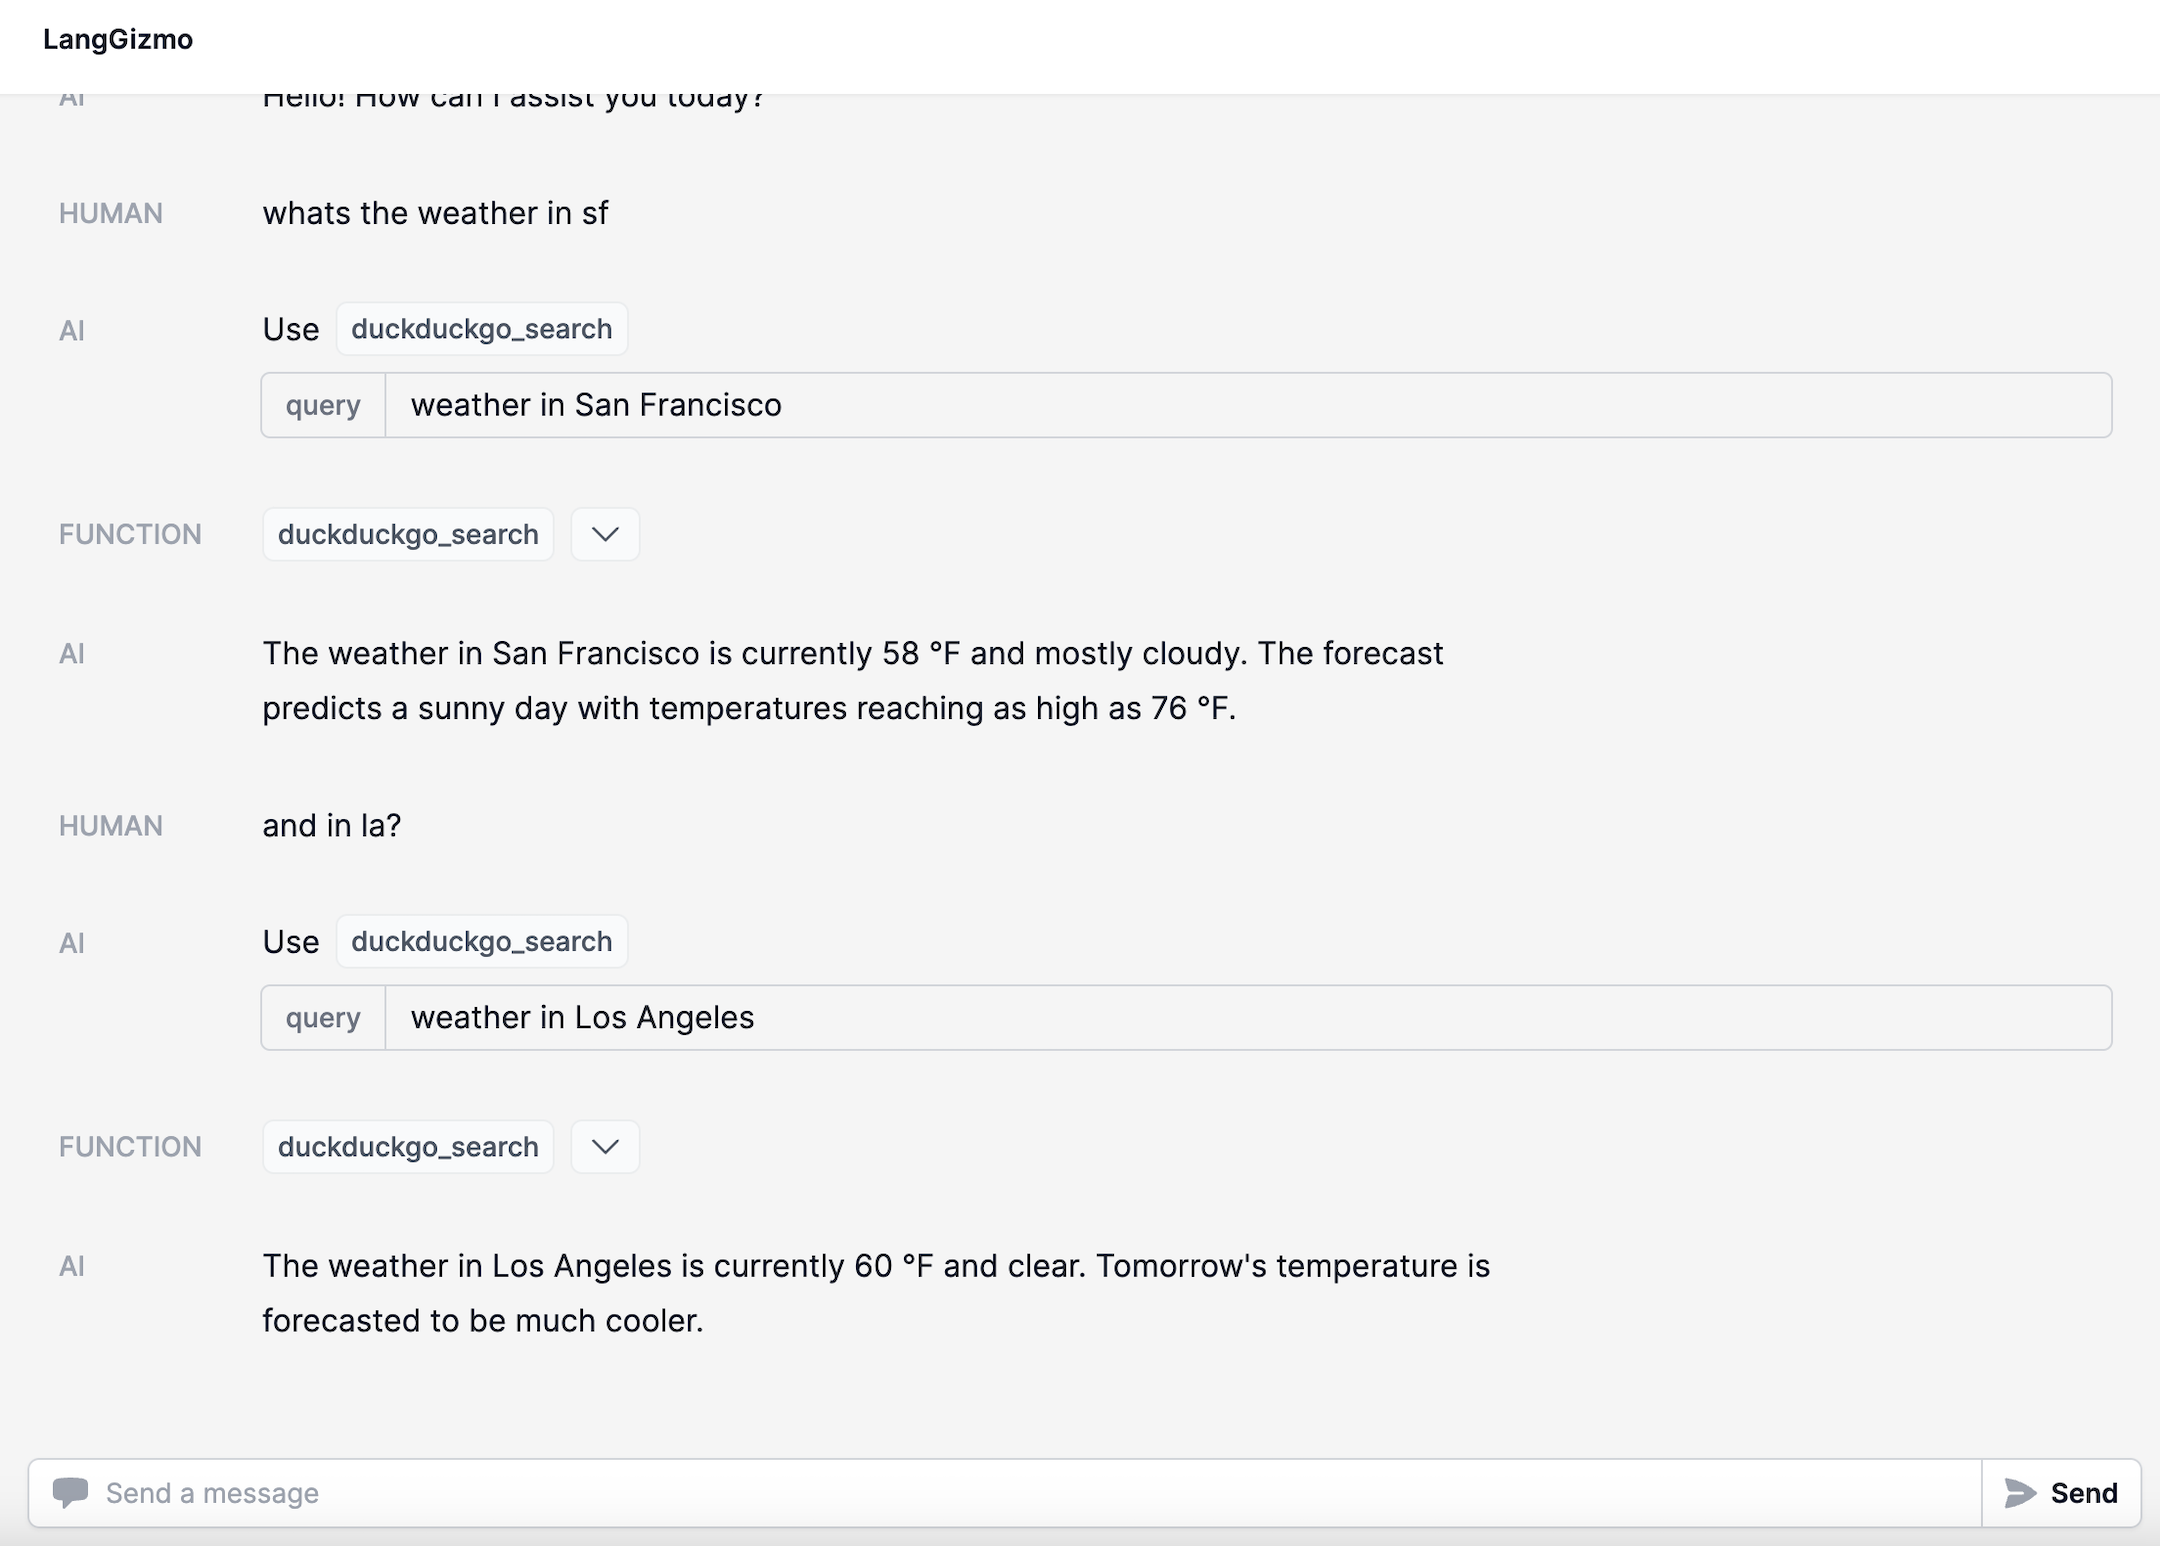 LangGizmo
AI Hello! How can I assist you today?
HUMAN whats the weather in sf
AI Use duckduckgo_search
query weather in San Francisco
FUNCTION duckduckgo_search
AI The weather in San Francisco is currently 58 °F and mostly cloudy. The forecast
predicts a sunny day with temperatures reaching as high as 76 °F.
HUMAN and in la?
AI Use duckduckgo_search
query weather in Los Angeles
FUNCTION duckduckgo_search
AI The weather in Los Angeles is currently 60 °F and clear. Tomorrow's temperature is
forecasted to be much cooler.
Send a message Send